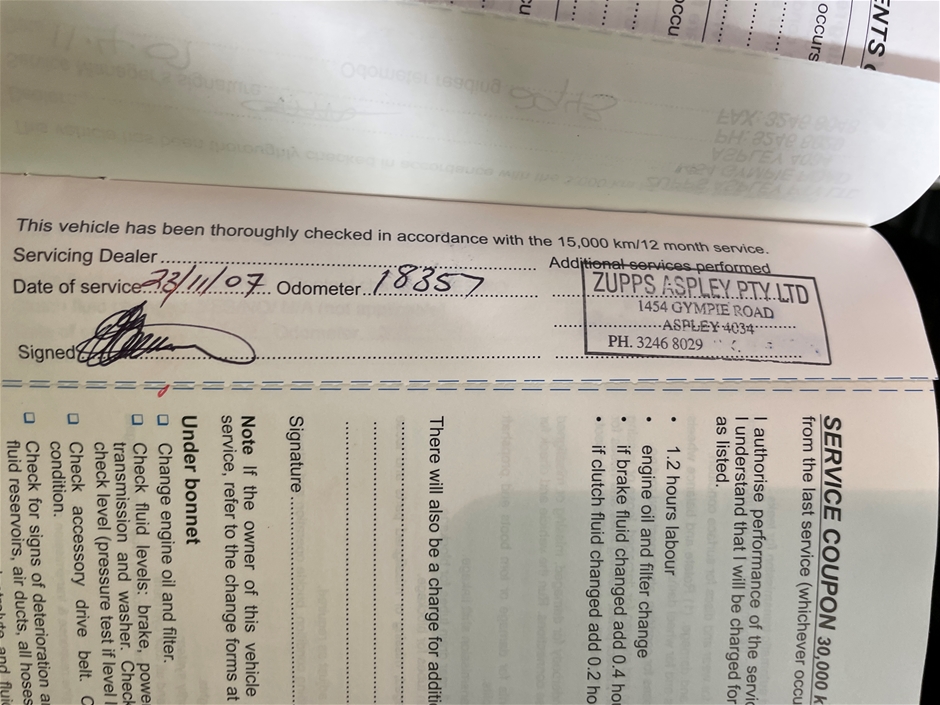 ENTS
occurs
occu
cu
This vehicle has been thoroughly checked in accordance with the 15,000 km/12 month service.
Servicing Dealer
Additional services performed
Date of service 23/11/07. Odometer 18357
Signed
ZUPPS ASPLEY PTY LTD
1454 GYMPIE ROAD
ASPLEY 4034
PH. 3246 8029
SERVICE COUPON 30,000 k
from the last service (whichever occu
I authorise performance of the servic
I understand that I will be charged for
as listed.
• 1.2 hours labour
• engine oil and filter change
• if brake fluid changed add 0.4 ho
• if clutch fluid changed add 0.2 ho
There will also be a charge for additi
Signature
Note If the owner of this vehicle
service, refer to the change forms at
Under bonnet
❑ Change engine oil and filter.
❑ Check fluid levels: brake, powe
transmission and washer. Check
check level (pressure test if level l
❑ Check accessory drive belt. C
condition.
❑ Check for signs of deterioration a
fluid reservoirs, air ducts, all hoses